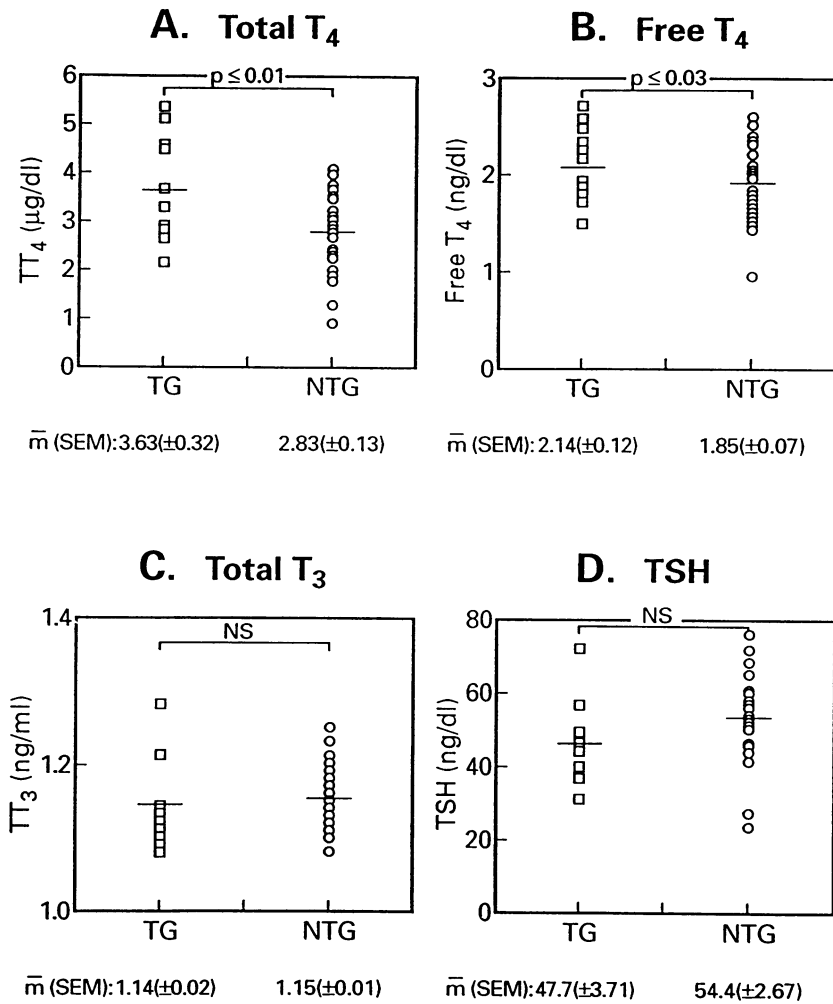 A. Total T₄
p ≤ 0.01
TT₄ (μg/dl)
6
5
4
3
2
1
0
TG NTG
m̅ (SEM): 3.63(±0.32) 2.83(±0.13)
B. Free T₄
p ≤ 0.03
Free T₄ (ng/dl)
3
2
1
0
TG NTG
m̅ (SEM): 2.14(±0.12) 1.85(±0.07)
C. Total T₃
NS
TT₃ (ng/ml)
1.4
1.2
1.0
TG NTG
m̅ (SEM): 1.14(±0.02) 1.15(±0.01)
D. TSH
NS
TSH (ng/dl)
80
60
40
20
0
TG NTG
m̅ (SEM): 47.7(±3.71) 54.4(±2.67)